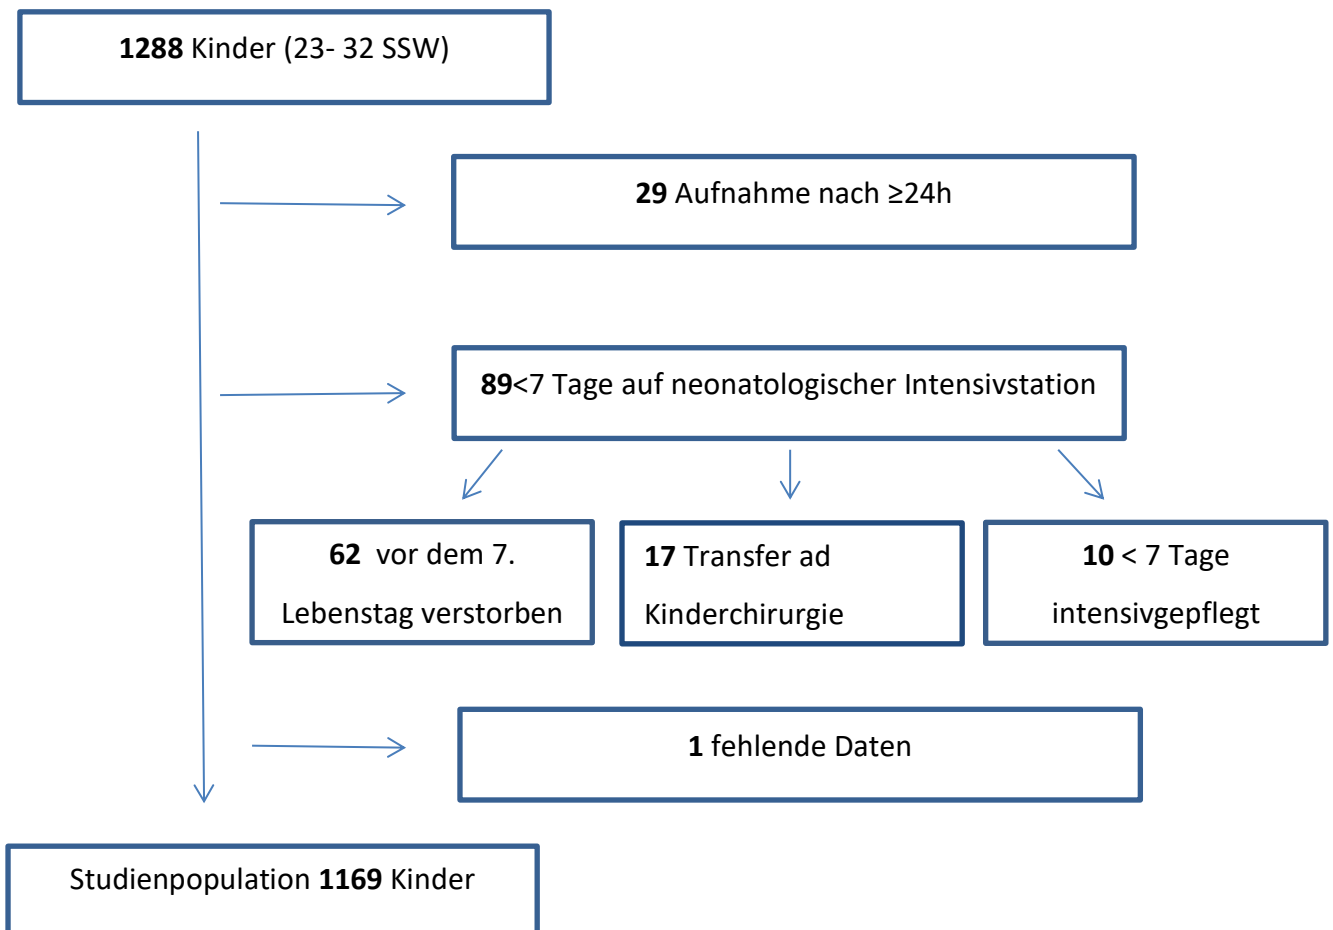 1288 Kinder (23- 32 SSW)
29 Aufnahme nach ≥24h
89<7 Tage auf neonatologischer Intensivstation
62 vor dem 7.
Lebenstag verstorben
17 Transfer ad
Kinderchirurgie
10 < 7 Tage
intensivgepflegt
1 fehlende Daten
Studienpopulation 1169 Kinder